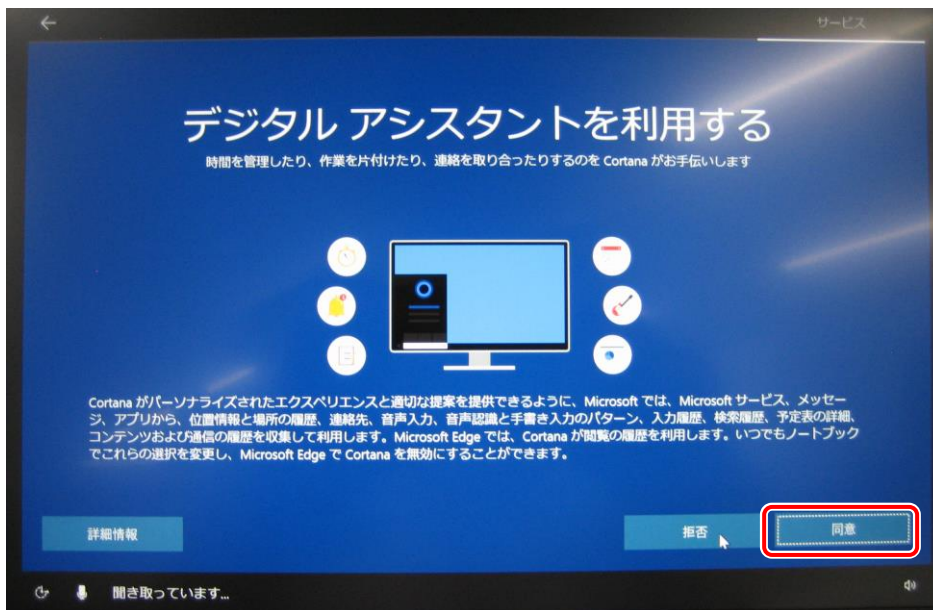 サービス
デジタル アシスタントを利用する
時間を管理したり、作業を片付けたり、連絡を取り合ったりするのを Cortana がお手伝いします
Cortana がパーソナライズされたエクスペリエンスと適切な提案を提供できるように、Microsoft では、Microsoft サービス、メッセー
ジ、アプリから、位置情報と場所の履歴、連絡先、音声入力、音声認識と手書き入力のパターン、入力履歴、検索履歴、予定表の詳細、
コンテンツおよび通信の履歴を収集して利用します。Microsoft Edge では、Cortana が閲覧の履歴を利用します。いつでもノートブック
でこれらの選択を変更し、Microsoft Edge で Cortana を無効にすることができます。
詳細情報
拒否
同意
聞き取っています...